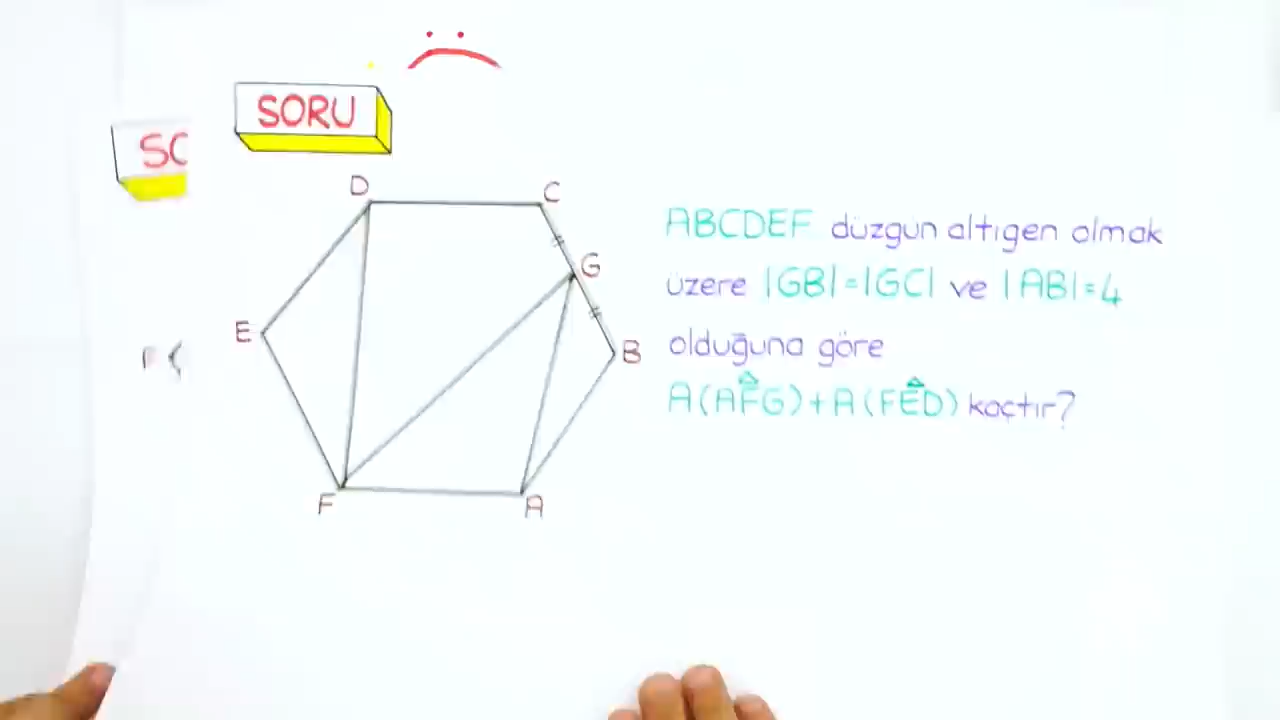 SORU
SO
D
C
G
E
B
F
A
ABCDEF düzgün altıgen olmak
üzere |GB|=|GC| ve |AB|=4
olduğuna göre
A(AFG)+A(FED) kaçtır?